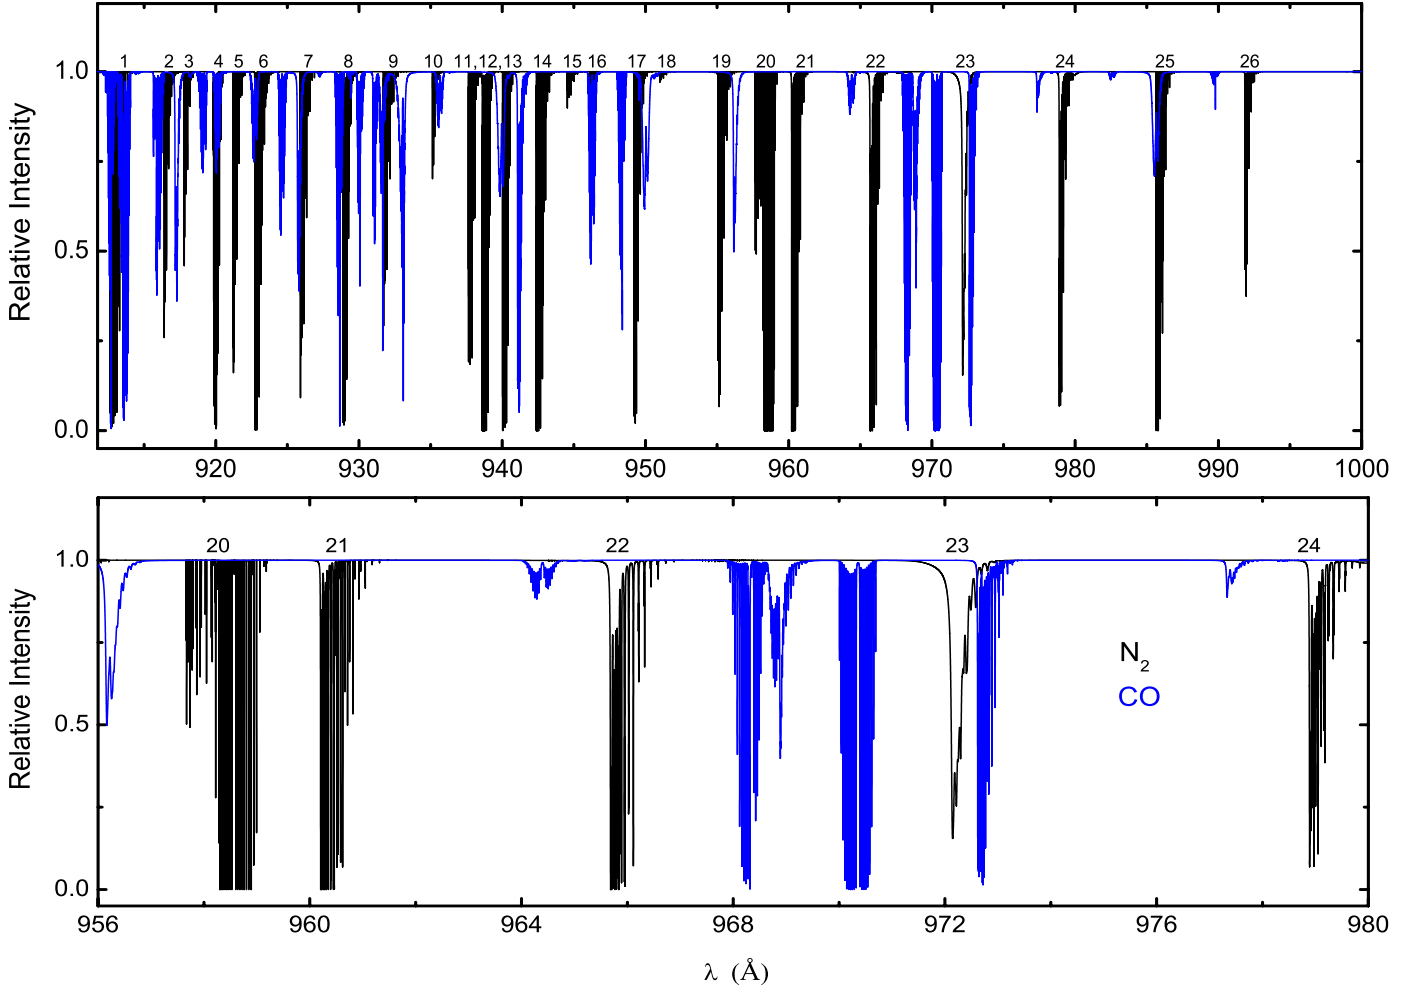 1 2 3 4 5 6 7 8 9 10 11,12,13 14 15 16 17 18 19 20 21 22 23 24 25 26
1.0
0.5
0.0
Relative Intensity
920 930 940 950 960 970 980 990 1000
20 21 22 23 24
1.0
0.5
0.0
Relative Intensity
N2
CO
956 960 964 968 972 976 980
λ (Å)